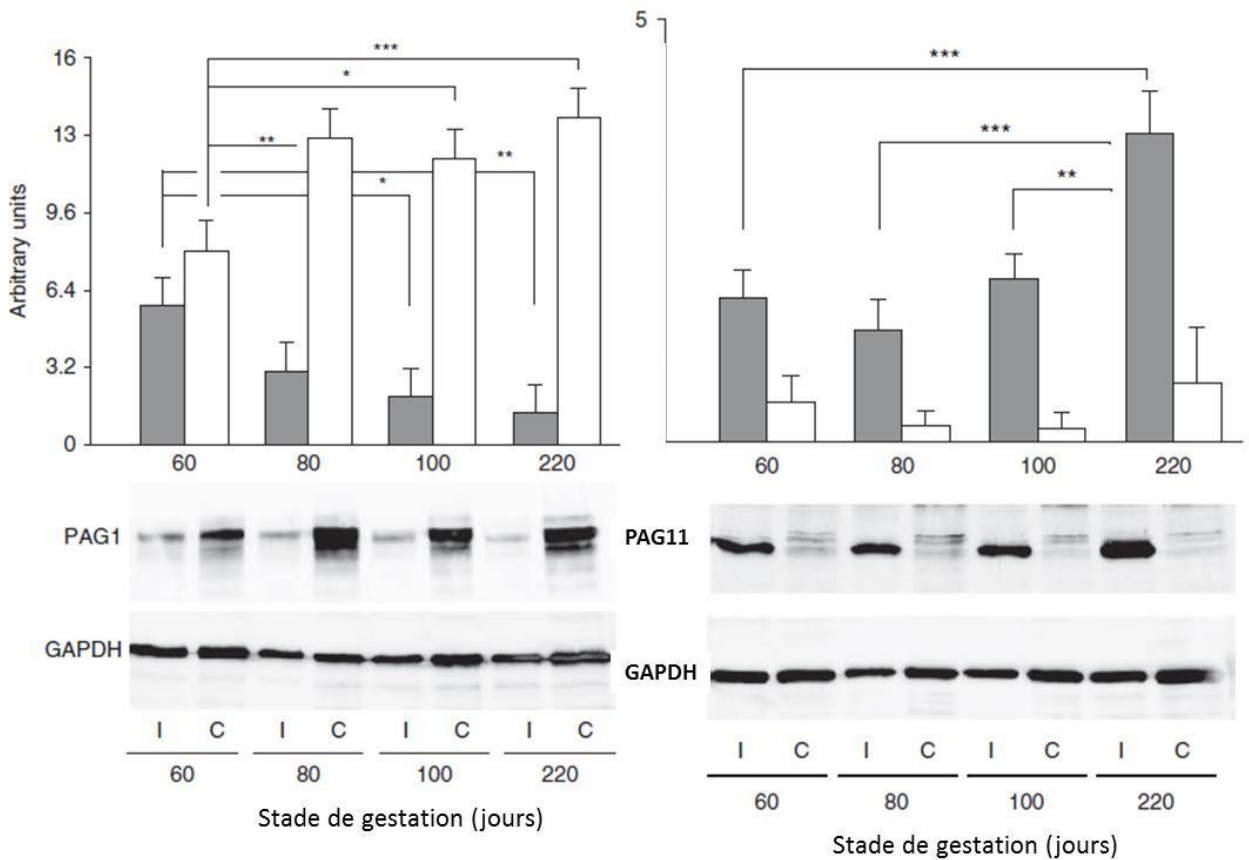 16
13
9.6
6.4
3.2
0
Arbitrary units
***
*
**
**
*
60 80 100 220
PAG1
GAPDH
I C I C I C I C
60 80 100 220
Stade de gestation (jours)
5
***
***
**
60 80 100 220
PAG11
GAPDH
I C I C I C I C
60 80 100 220
Stade de gestation (jours)